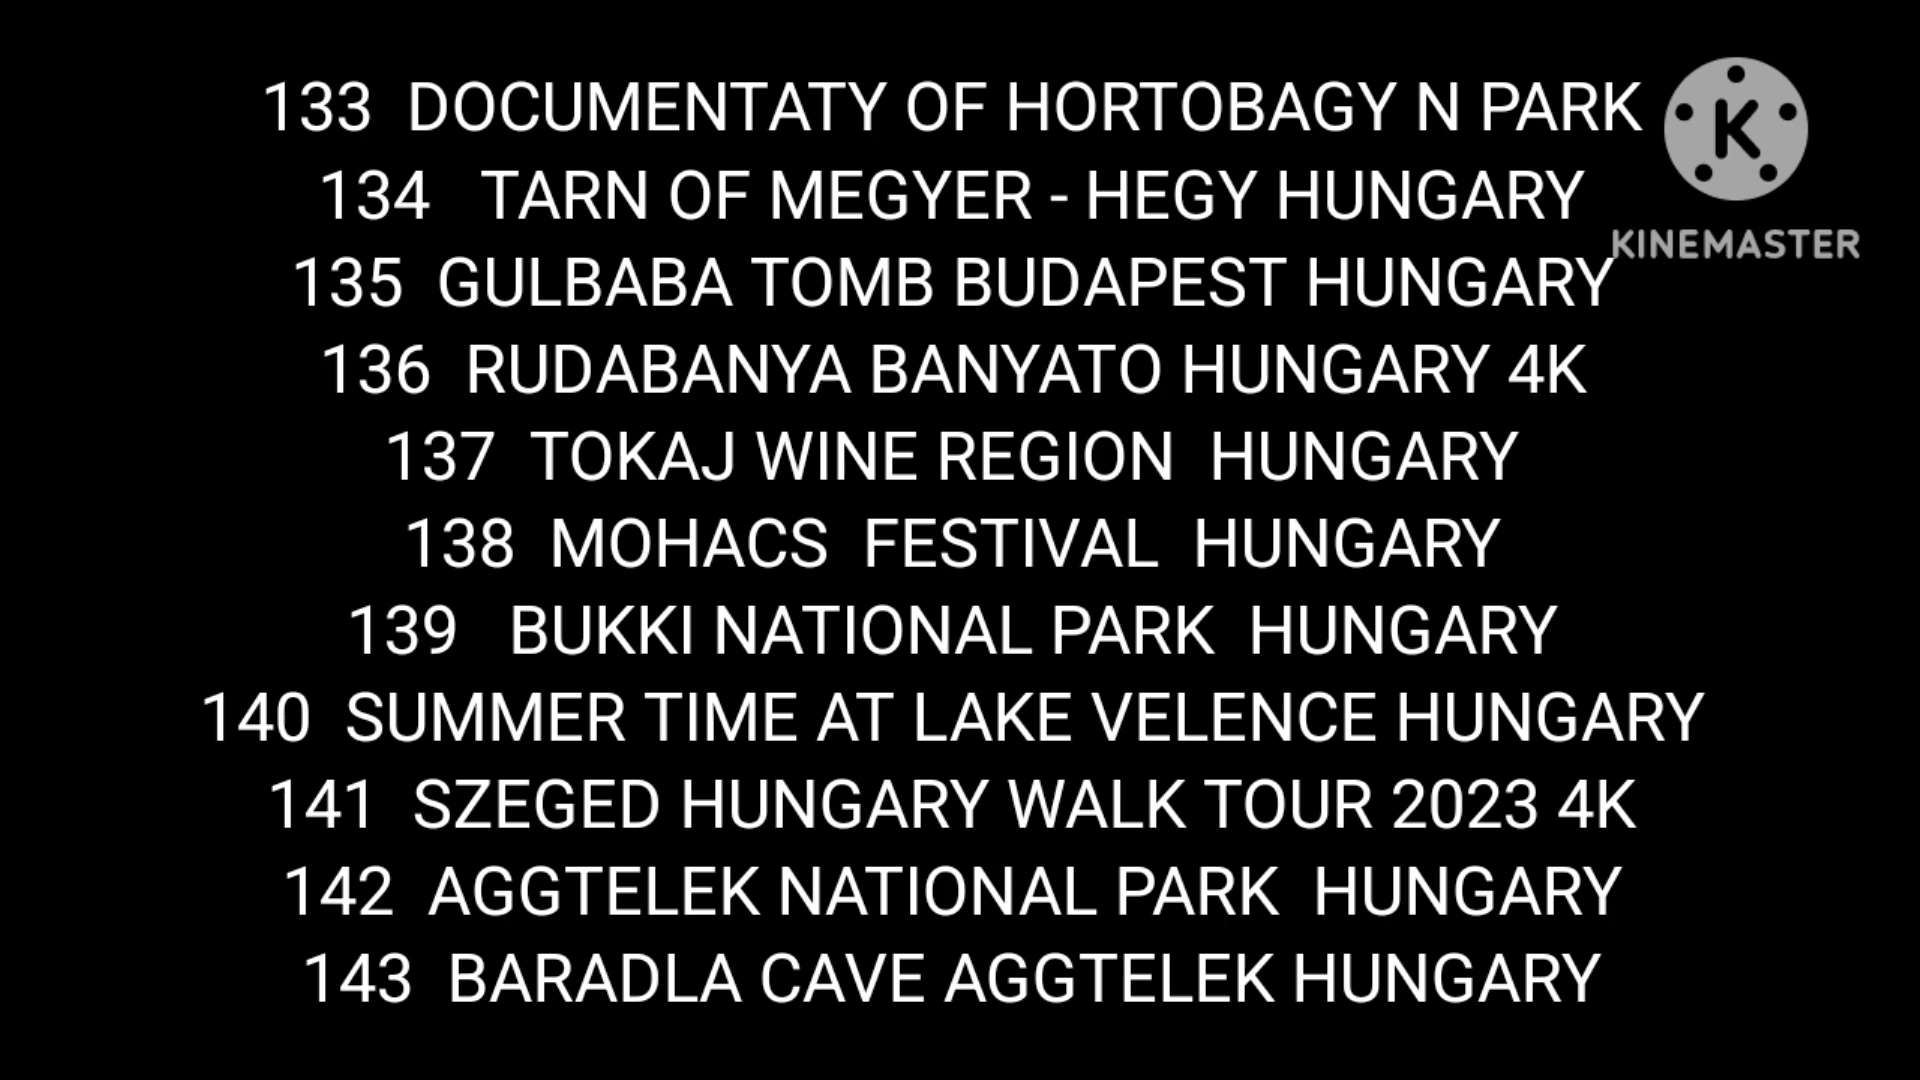 133 DOCUMENTATY OF HORTOBAGY N PARK
134 TARN OF MEGYER - HEGY HUNGARY
135 GULBABA TOMB BUDAPEST HUNGARY
136 RUDABANYA BANYATO HUNGARY 4K
137 TOKAJ WINE REGION HUNGARY
138 MOHACS FESTIVAL HUNGARY
139 BUKKI NATIONAL PARK HUNGARY
140 SUMMER TIME AT LAKE VELENCE HUNGARY
141 SZEGED HUNGARY WALK TOUR 2023 4K
142 AGGTELEK NATIONAL PARK HUNGARY
143 BARADLA CAVE AGGTELEK HUNGARY
K
KINEMASTER